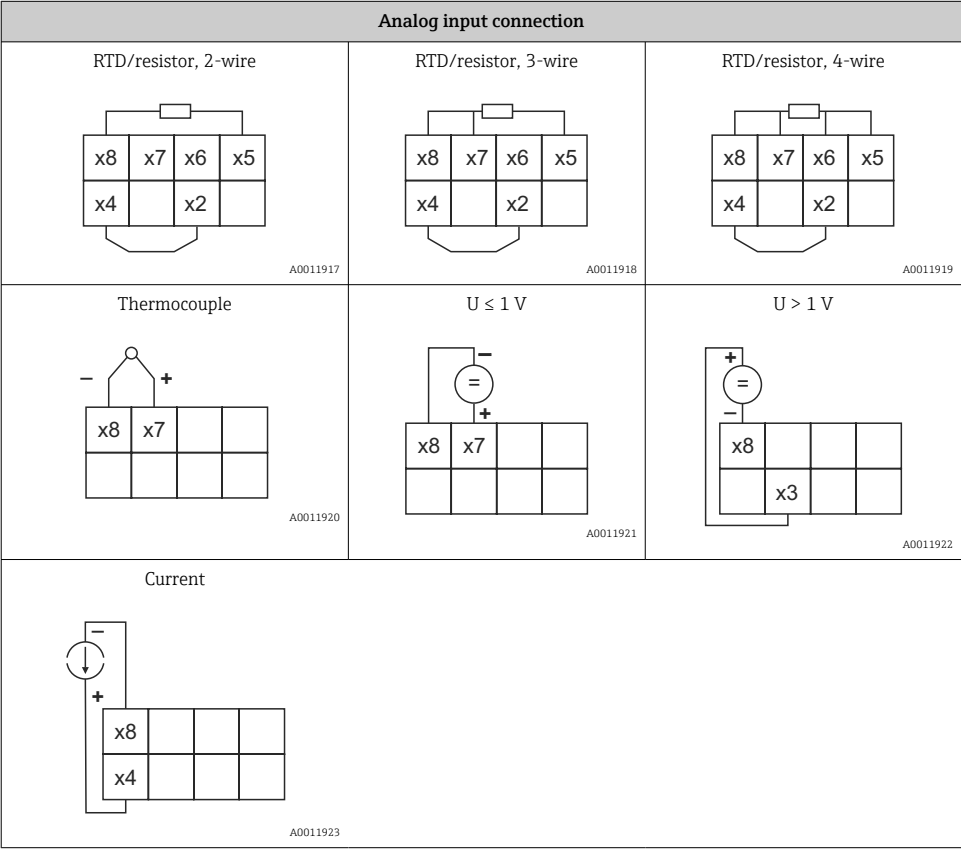 Analog input connection
RTD/resistor, 2-wire
x8 x7 x6 x5
x4 x2
A0011917
RTD/resistor, 3-wire
x8 x7 x6 x5
x4 x2
A0011918
RTD/resistor, 4-wire
x8 x7 x6 x5
x4 x2
A0011919
Thermocouple
– +
x8 x7
A0011920
U ≤ 1 V
–
=
+
x8 x7
A0011921
U > 1 V
+
=
–
x8
x3
A0011922
Current
–
+
x8
x4
A0011923